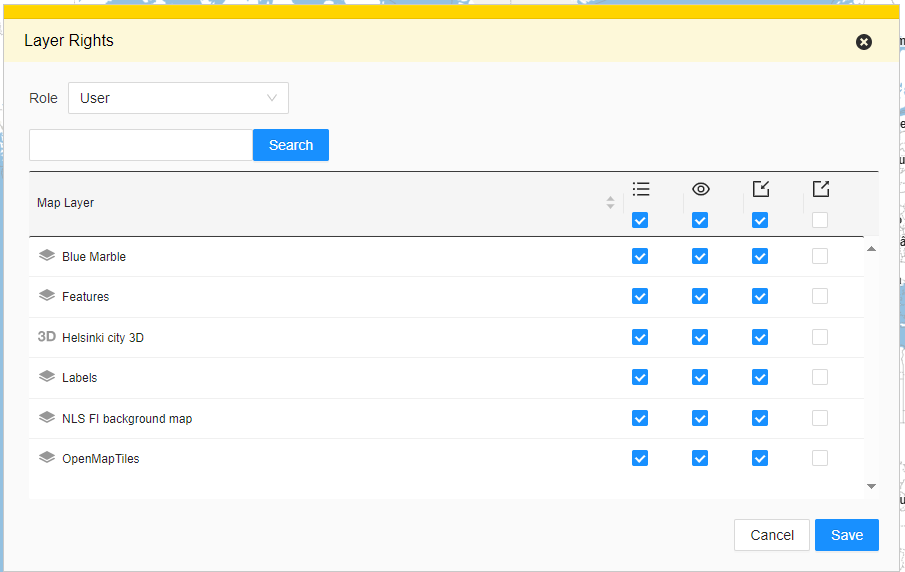 Layer Rights
Role User
Search
Map Layer
Blue Marble
Features
3D Helsinki city 3D
Labels
NLS FI background map
OpenMapTiles
Cancel Save